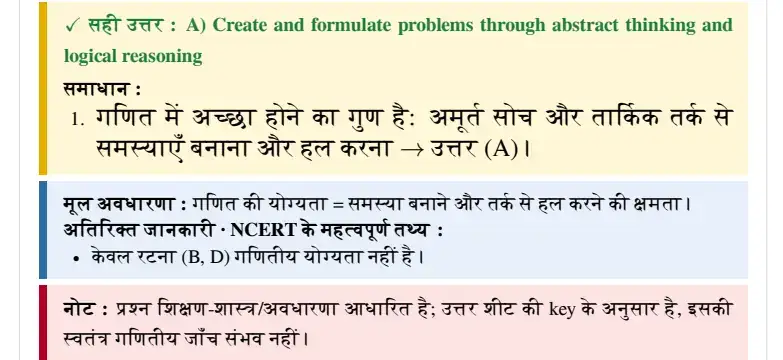 ✓ सही उत्तर : A) Create and formulate problems through abstract thinking and
logical reasoning
समाधान :
1. गणित में अच्छा होने का गुण है: अमूर्त सोच और तार्किक तर्क से
समस्याएँ बनाना और हल करना → उत्तर (A)।
मूल अवधारणा : गणित की योग्यता = समस्या बनाने और तर्क से हल करने की क्षमता।
अतिरिक्त जानकारी · NCERT के महत्वपूर्ण तथ्य :
• केवल रटना (B, D) गणितीय योग्यता नहीं है।
नोट : प्रश्न शिक्षण-शास्त्र/अवधारणा आधारित है; उत्तर शीट की key के अनुसार है, इसकी
स्वतंत्र गणितीय जाँच संभव नहीं।